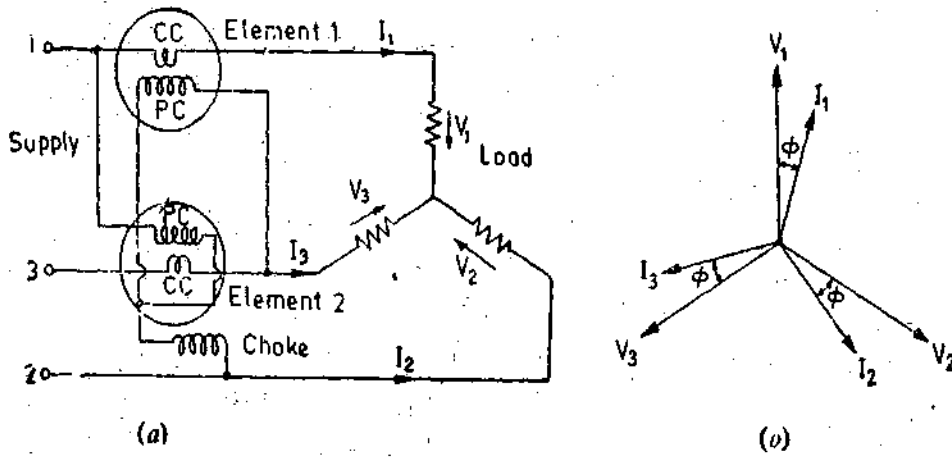 1 CC Element 1 I₁
PC
Supply V₁ Load
V₃
PC
3 I₃ V₂
CC Element 2
Choke
2 I₂
(a)
V₁
I₁
ϕ
I₃ ϕ ϕ
V₃ I₂ V₂